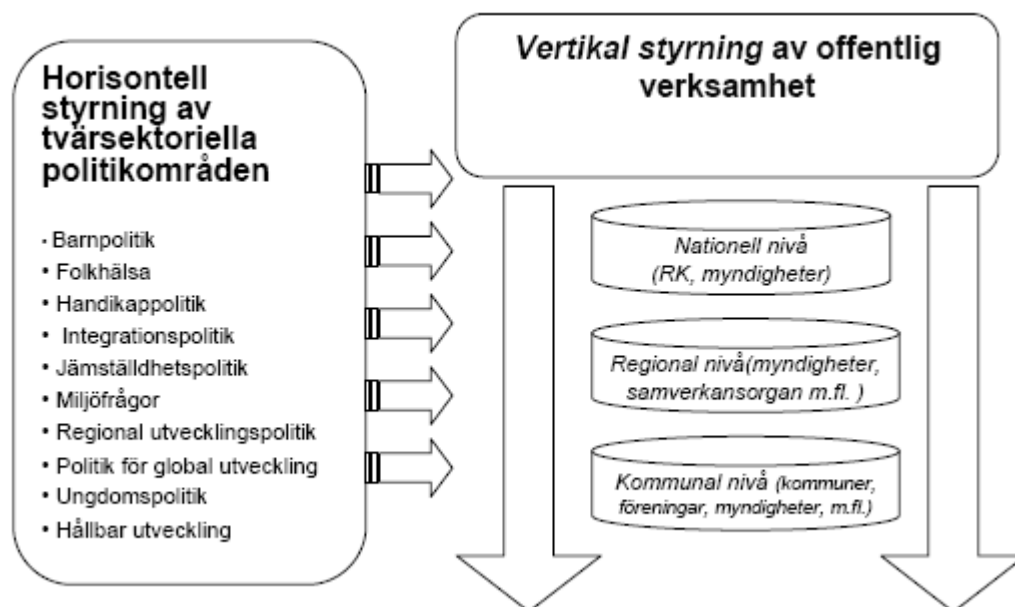 Horisontell
styrning av
tvärsektoriella
politikområden
• Barnpolitik
• Folkhälsa
• Handikappolitik
• Integrationspolitik
• Jämställdhetspolitik
• Miljöfrågor
• Regional utvecklingspolitik
• Politik för global utveckling
• Ungdomspolitik
• Hållbar utveckling
Vertikal styrning av offentlig
verksamhet
Nationell nivå
(RK, myndigheter)
Regional nivå(myndigheter,
samverkansorgan m.fl. )
Kommunal nivå (kommuner,
föreningar, myndigheter, m.fl.)